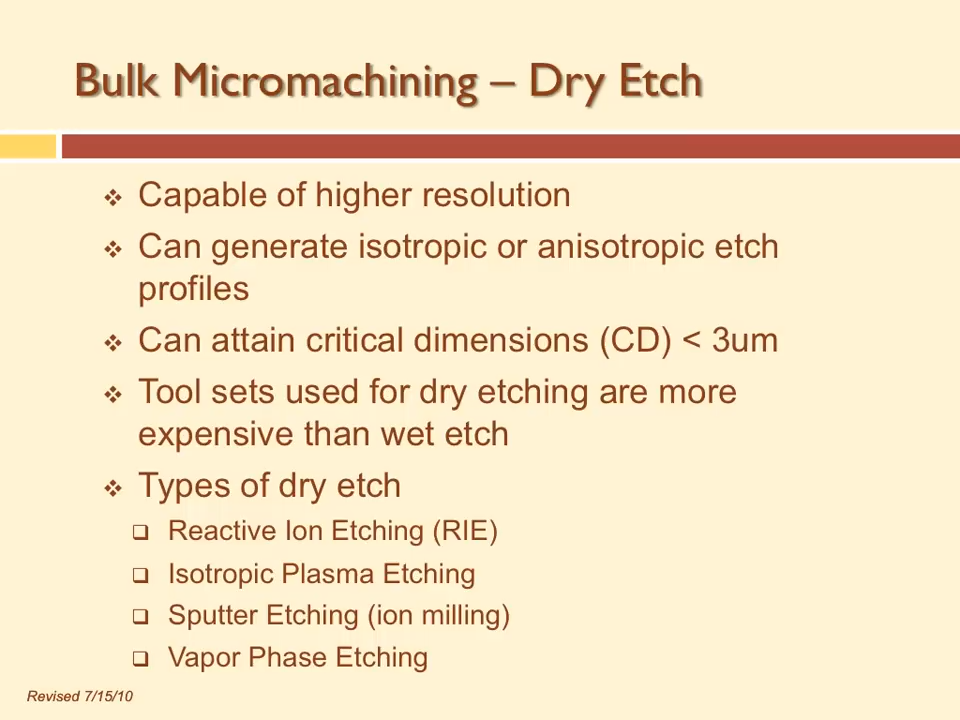 Bulk Micromachining – Dry Etch
Capable of higher resolution
Can generate isotropic or anisotropic etch
profiles
Can attain critical dimensions (CD) < 3um
Tool sets used for dry etching are more
expensive than wet etch
Types of dry etch
Reactive Ion Etching (RIE)
Isotropic Plasma Etching
Sputter Etching (ion milling)
Vapor Phase Etching
Revised 7/15/10